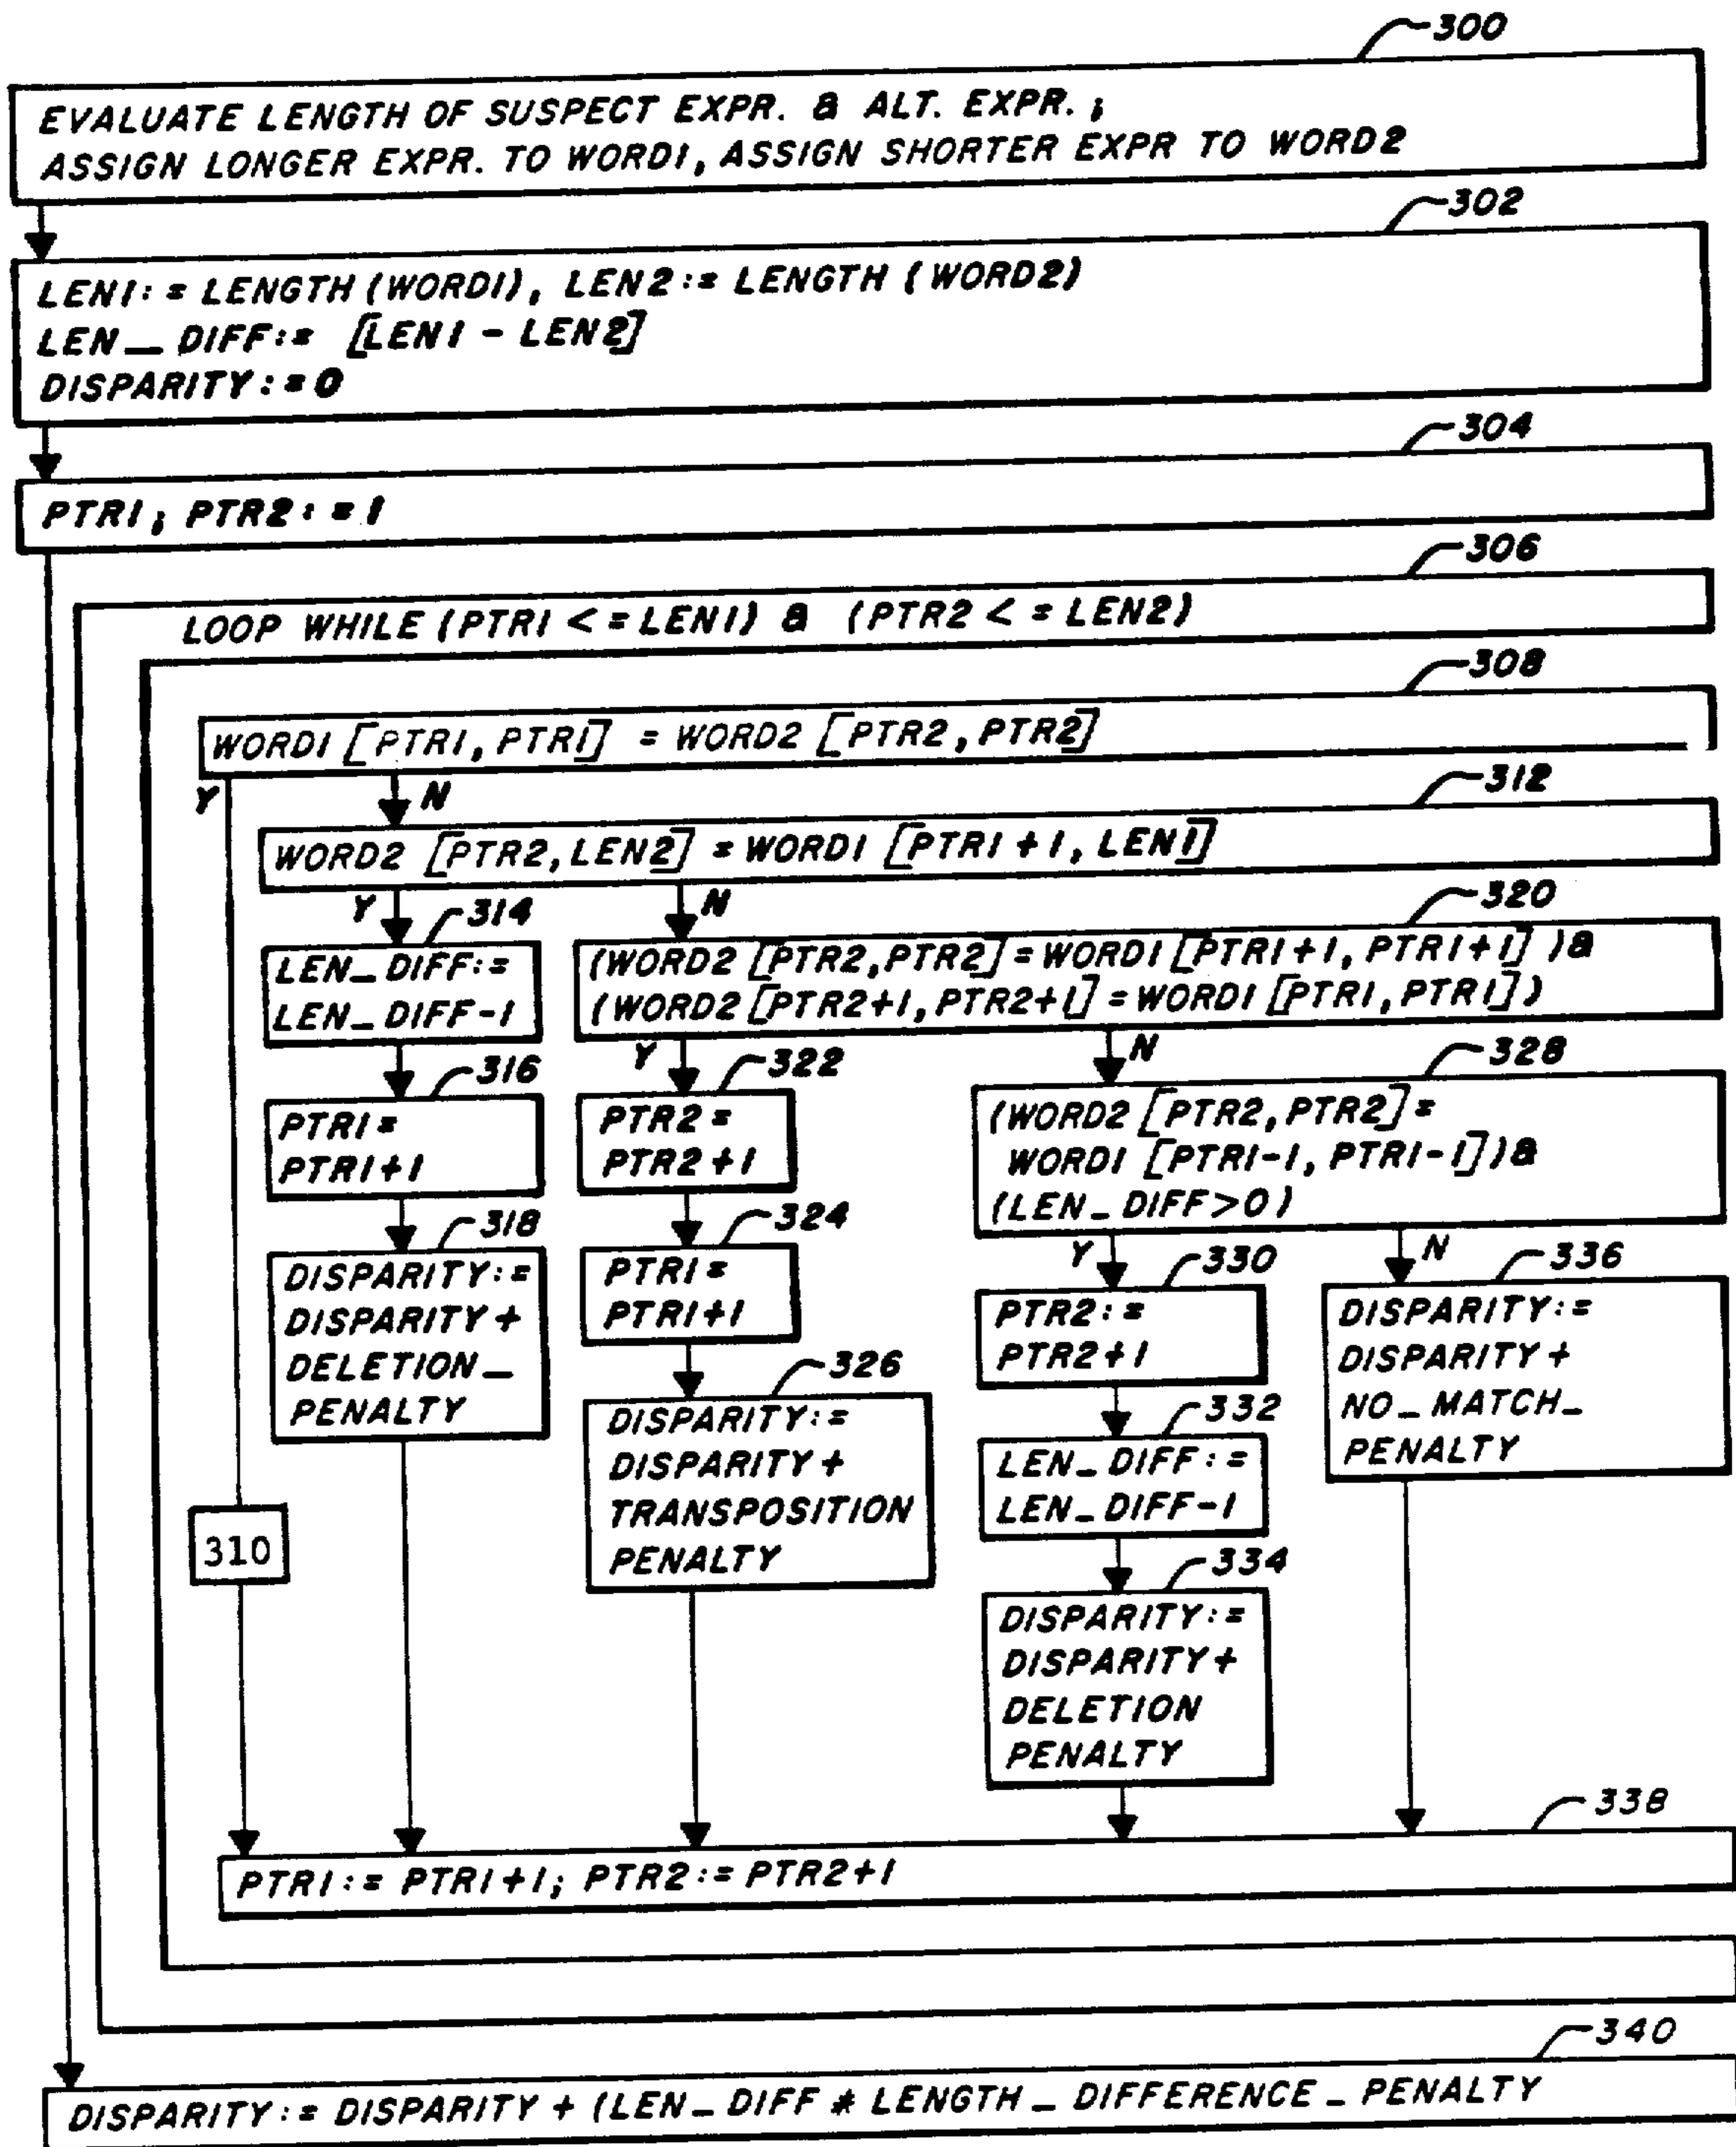 300
EVALUATE LENGTH OF SUSPECT EXPR. & ALT. EXPR. ;
ASSIGN LONGER EXPR. TO WORD1, ASSIGN SHORTER EXPR TO WORD2
302
LEN1:= LENGTH (WORD1), LEN2:= LENGTH (WORD2)
LEN_ DIFF:= [LEN1 - LEN2]
DISPARITY:=0
304
PTR1; PTR2:=1
306
LOOP WHILE (PTR1 <= LEN1) & (PTR2 <= LEN2)
308
WORD1 [PTR1, PTR1] = WORD2 [PTR2, PTR2]
Y
N
312
WORD2 [PTR2, LEN2] = WORD1 [PTR1+1, LEN1]
Y
314
N
320
LEN_DIFF:=
LEN_DIFF-1
(WORD2 [PTR2,PTR2] = WORD1 [PTR1+1, PTR1+1] )&
(WORD2 [PTR2+1, PTR2+1] = WORD1 [PTR1, PTR1])
316
Y
322
N
328
PTR1=
PTR1+1
PTR2=
PTR2+1
(WORD2 [PTR2, PTR2]=
WORD1 [PTR1-1, PTR1-1])&
(LEN_DIFF>0)
318
324
Y
330
N
336
DISPARITY:=
DISPARITY+
DELETION_
PENALTY
PTR1=
PTR1+1
PTR2:=
PTR2+1
DISPARITY:=
DISPARITY+
NO_MATCH_
PENALTY
326
DISPARITY:=
DISPARITY+
TRANSPOSITION
PENALTY
332
LEN_DIFF:=
LEN_DIFF-1
310
334
DISPARITY:=
DISPARITY+
DELETION
PENALTY
338
PTR1:= PTR1+1; PTR2:= PTR2+1
340
DISPARITY:= DISPARITY + (LEN_DIFF * LENGTH_DIFFERENCE_PENALTY